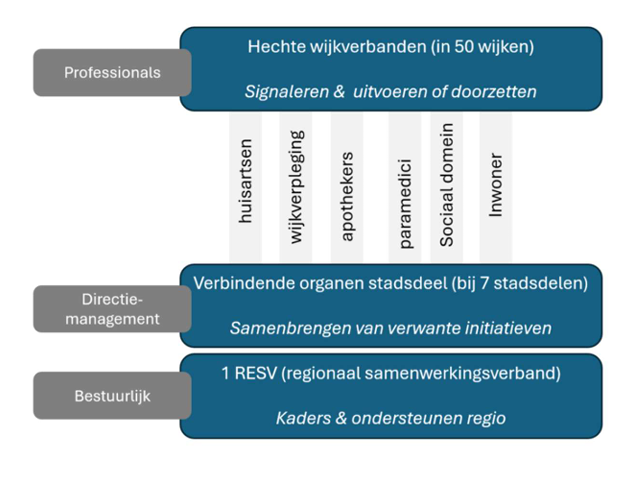 Professionals
Hechte wijkverbanden (in 50 wijken)
Signaleren & uitvoeren of doorzetten
huisartsen
wijkverpleging
apothekers
paramedici
Sociaal domein
Inwoner
Directie-
management
Verbindende organen stadsdeel (bij 7 stadsdelen)
Samenbrengen van verwante initiatieven
Bestuurlijk
1 RESV (regionaal samenwerkingsverband)
Kaders & ondersteunen regio